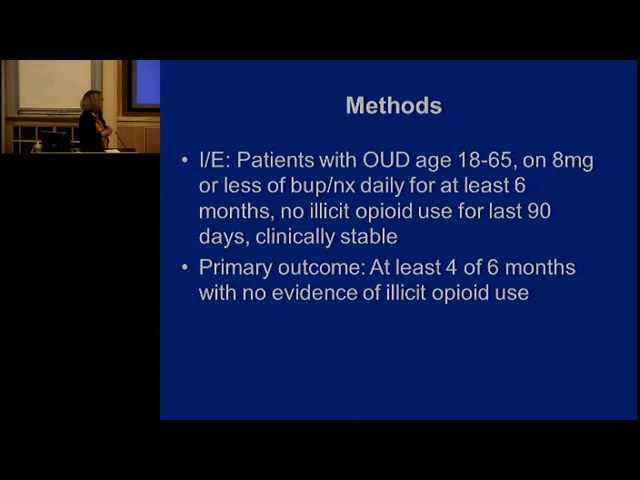 Methods
• I/E: Patients with OUD age 18-65, on 8mg
or less of bup/nx daily for at least 6
months, no illicit opioid use for last 90
days, clinically stable
• Primary outcome: At least 4 of 6 months
with no evidence of illicit opioid use